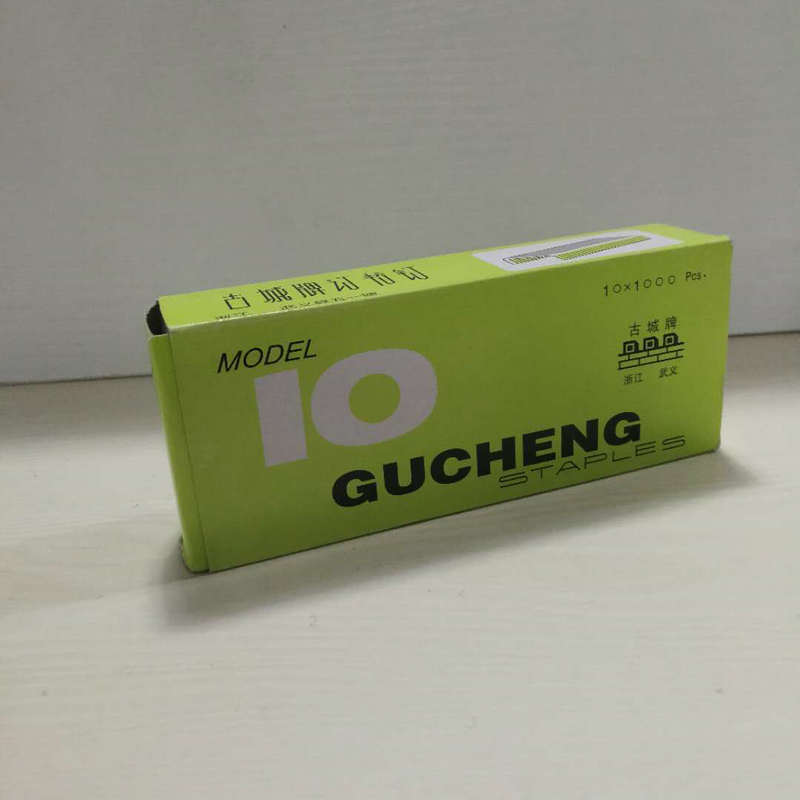 古城牌订书钉
10×1000 Pcs.
MODEL
10
古城牌
浙江 武义
GUCHENG
STAPLES